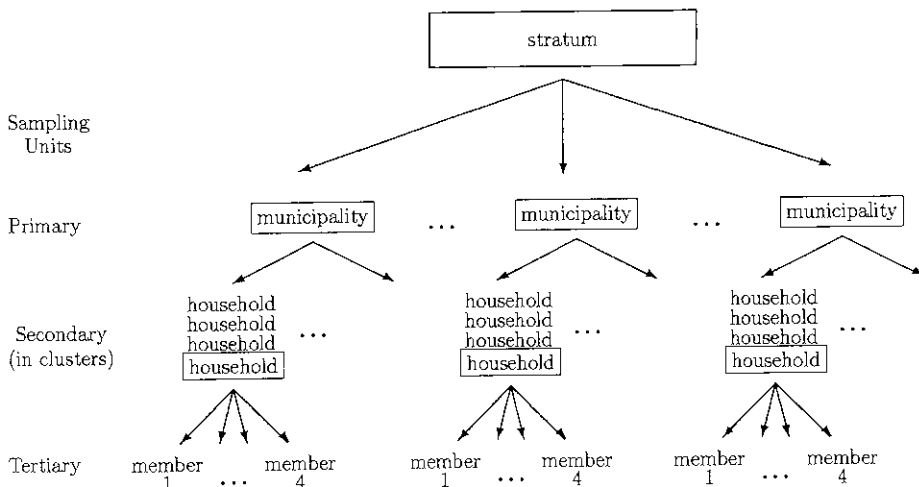 stratum
Sampling
Units
Primary
municipality ... municipality ... municipality
household household household
household household household
household ... household ... household ...
household household household
Secondary
(in clusters)
Tertiary
member member member member member member
1 ... 4 1 ... 4 1 ... 4